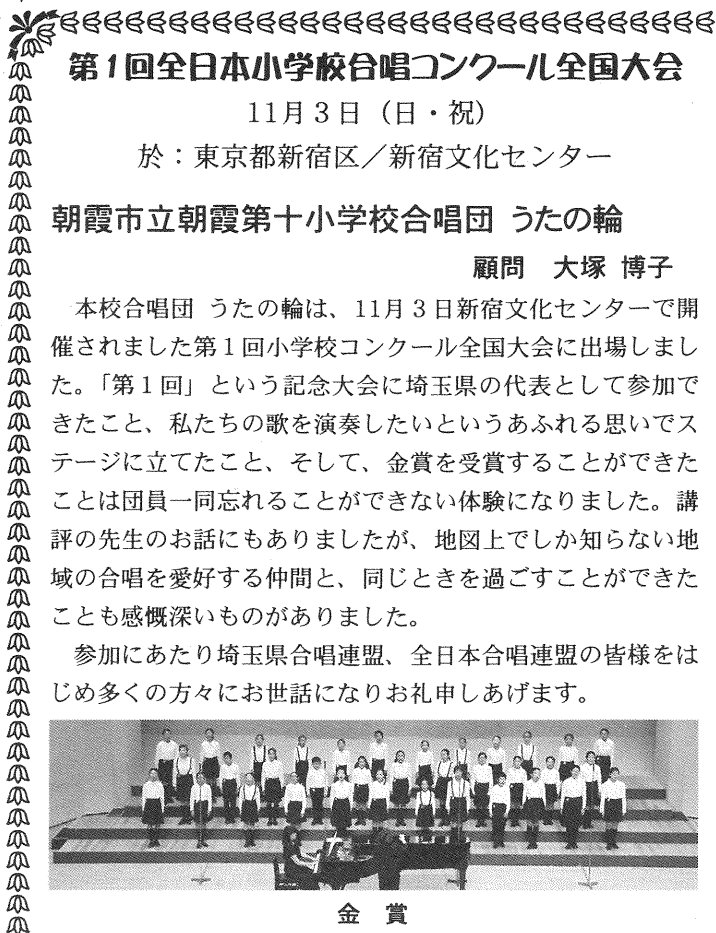 第1回全日本小学校合唱コンクール全国大会
11月3日（日・祝）
於：東京都新宿区／新宿文化センター
朝霞市立朝霞第十小学校合唱団 うたの輪
顧問　大塚 博子
　本校合唱団 うたの輪は、11月3日新宿文化センターで開
催されました第1回小学校コンクール全国大会に出場しまし
た。「第1回」という記念大会に埼玉県の代表として参加で
きたこと、私たちの歌を演奏したいというあふれる思いでス
テージに立てたこと、そして、金賞を受賞することができた
ことは団員一同忘れることができない体験になりました。講
評の先生のお話にもありましたが、地図上でしか知らない地
域の合唱を愛好する仲間と、同じときを過ごすことができた
ことも感慨深いものがありました。
　参加にあたり埼玉県合唱連盟、全日本合唱連盟の皆様をは
じめ多くの方々にお世話になりお礼申しあげます。
金　賞